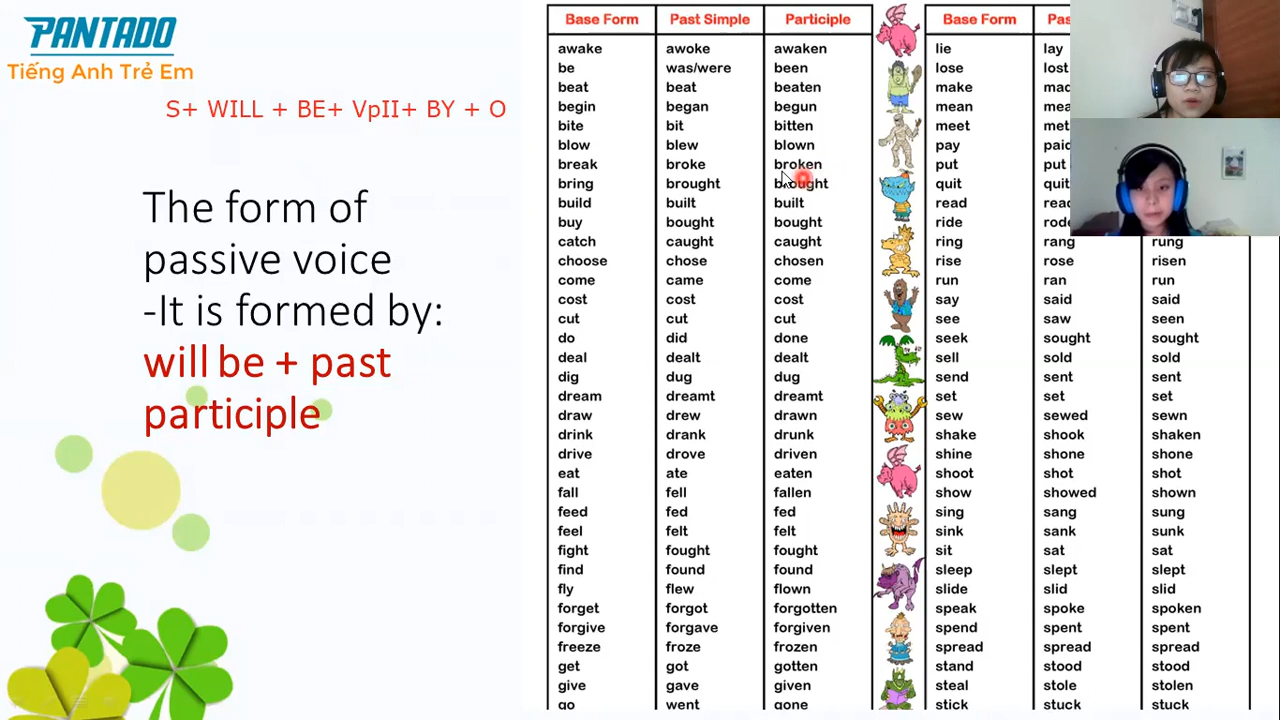 PANTADO
Tiếng Anh Trẻ Em
S+ WILL + BE+ VpII+ BY + O
The form of
passive voice
-It is formed by:
will be + past
participle
Base Form Past Simple Participle
awake awoke awaken
be was/were been
beat beat beaten
begin began begun
bite bit bitten
blow blew blown
break broke broken
bring brought brought
build built built
buy bought bought
catch caught caught
choose chose chosen
come came come
cost cost cost
cut cut cut
do did done
deal dealt dealt
dig dug dug
dream dreamt dreamt
draw drew drawn
drink drank drunk
drive drove driven
eat ate eaten
fall fell fallen
feed fed fed
feel felt felt
fight fought fought
find found found
fly flew flown
forget forgot forgotten
forgive forgave forgiven
freeze froze frozen
get got gotten
give gave given
go went gone
Base Form
lie lay
lose lost
make
mean
meet met
pay paid
put put
quit quit
read
ride
ring rang rung
rise rose risen
run ran run
say said said
see saw seen
seek sought sought
sell sold sold
send sent sent
set set set
sew sewed sewn
shake shook shaken
shine shone shone
shoot shot shot
show showed shown
sing sang sung
sink sank sunk
sit sat sat
sleep slept slept
slide slid slid
speak spoke spoken
spend spent spent
spread spread spread
stand stood stood
steal stole stolen
stick stuck stuck